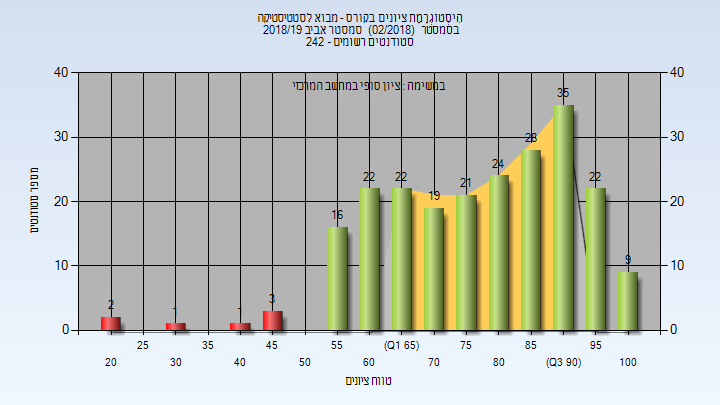 היסטוגרמת ציונים בקורס - מבוא לסטטיסטיקה
בסמסטר (02/2018) סמסטר אביב 2018/19
סטודנטים רשומים - 242
במשימה : ציון סופי במחשב המרכזי
מספר סטודנטים
40 30 20 10 0
40 30 20 10 0
2 1 1 3 16 22 22 19 21 24 28 35 22 9
25 35 45 55 (Q1 65) 75 85 95
20 30 40 50 60 70 80 (Q3 90) 100
טווח ציונים